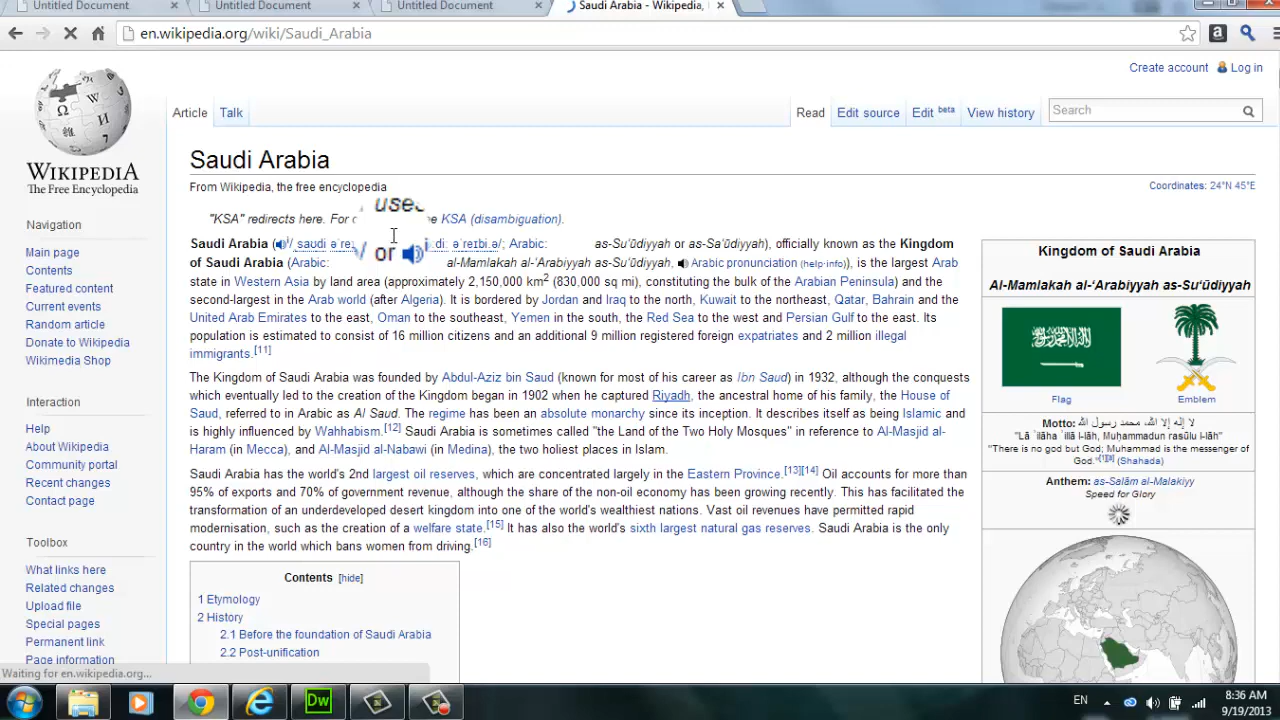 Untitled Document
Untitled Document
Untitled Document
Saudi Arabia - Wikipedia,
en.wikipedia.org/wiki/Saudi_Arabia
Create account Log in
WIKIPEDIA
The Free Encyclopedia
Article Talk
Read Edit source Edit beta View history
Search
Saudi Arabia
From Wikipedia, the free encyclopedia
Coordinates: 24°N 45°E
"KSA" redirects here. For
KSA (disambiguation).
or
Saudi Arabia (
Arabic: as-Su'ūdiyyah or as-Sa'ūdiyyah), officially known as the Kingdom
of Saudi Arabia (Arabic: al-Mamlakah al-'Arabiyyah as-Su'ūdiyyah, Arabic pronunciation (help·info)), is the largest Arab
state in Western Asia by land area (approximately 2,150,000 km2 (830,000 sq mi), constituting the bulk of the Arabian Peninsula) and the
second-largest in the Arab world (after Algeria). It is bordered by Jordan and Iraq to the north, Kuwait to the northeast, Qatar, Bahrain and the
United Arab Emirates to the east, Oman to the southeast, Yemen in the south, the Red Sea to the west and Persian Gulf to the east. Its
population is estimated to consist of 16 million citizens and an additional 9 million registered foreign expatriates and 2 million illegal
immigrants.[11]
The Kingdom of Saudi Arabia was founded by Abdul-Aziz bin Saud (known for most of his career as Ibn Saud) in 1932, although the conquests
which eventually led to the creation of the Kingdom began in 1902 when he captured Riyadh, the ancestral home of his family, the House of
Saud, referred to in Arabic as Al Saud. The regime has been an absolute monarchy since its inception. It describes itself as being Islamic and
is highly influenced by Wahhabism.[12] Saudi Arabia is sometimes called "the Land of the Two Holy Mosques" in reference to Al-Masjid al-
Haram (in Mecca), and Al-Masjid al-Nabawi (in Medina), the two holiest places in Islam.
Saudi Arabia has the world's 2nd largest oil reserves, which are concentrated largely in the Eastern Province.[13][14] Oil accounts for more than
95% of exports and 70% of government revenue, although the share of the non-oil economy has been growing recently. This has facilitated the
transformation of an underdeveloped desert kingdom into one of the world's wealthiest nations. Vast oil revenues have permitted rapid
modernisation, such as the creation of a welfare state.[15] It has also the world's sixth largest natural gas reserves. Saudi Arabia is the only
country in the world which bans women from driving.[16]
Contents [hide]
1 Etymology
2 History
2.1 Before the foundation of Saudi Arabia
2.2 Post-unification
Kingdom of Saudi Arabia
Al-Mamlakah al-'Arabiyyah as-Su'ūdiyyah
Flag
Emblem
Motto: لا إله إلا الله، محمد رسول الله
"Lā ʾilāha ʾillā l-lāh, Muḥammadun rasūlu l-lāh"
"There is no god but God; Muhammad is the messenger of
God."[1][a] (Shahada)
Anthem: as-Salām al-Malakiyy
Speed for Glory
Navigation
Main page
Contents
Featured content
Current events
Random article
Donate to Wikipedia
Wikimedia Shop
Interaction
Help
About Wikipedia
Community portal
Recent changes
Contact page
Toolbox
What links here
Related changes
Upload file
Special pages
Permanent link
Page information
Waiting for en.wikipedia.org...
Dw
EN
8:36 AM
9/19/2013